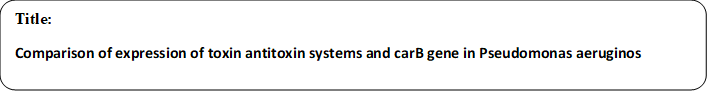 Title:
Comparison of expression of toxin antitoxin systems and carB gene in Pseudomonas aeruginos